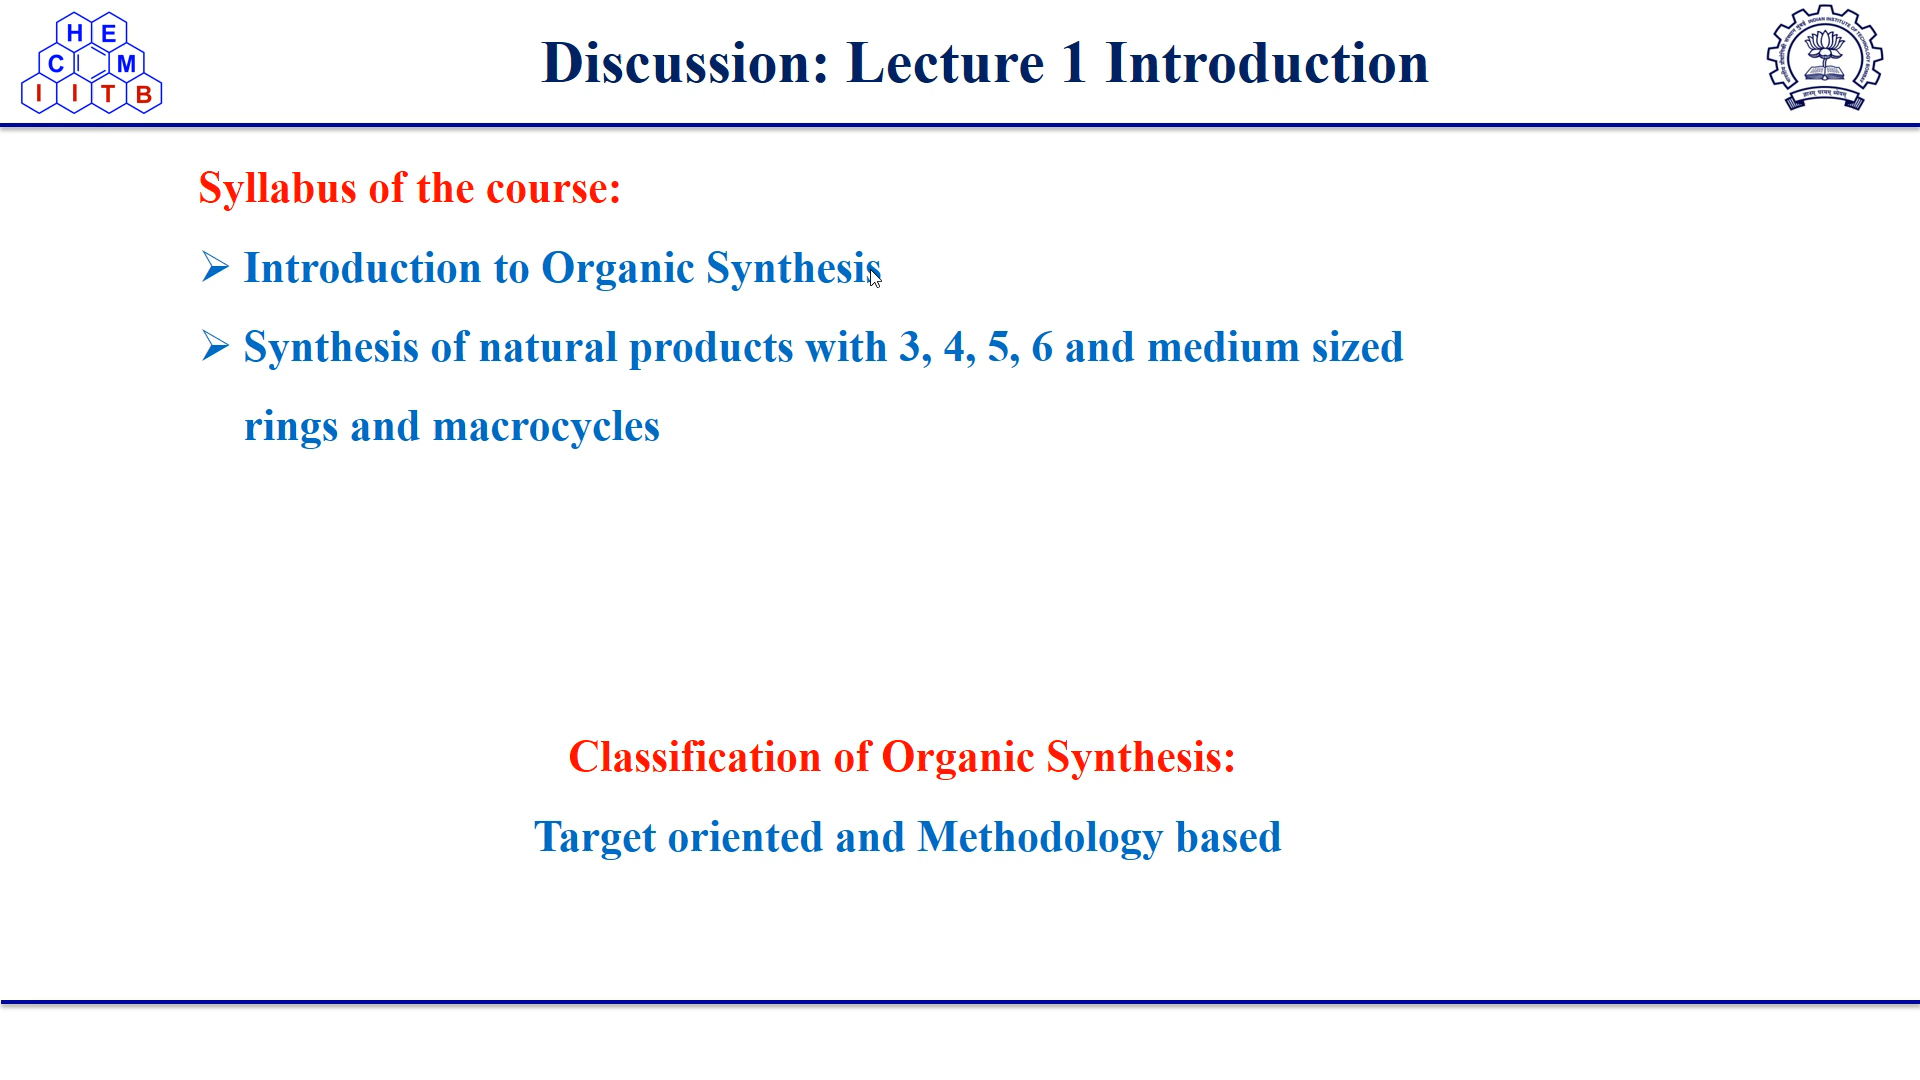 H E
C M
I I T B
Discussion: Lecture 1 Introduction
Syllabus of the course:
➢ Introduction to Organic Synthesis
➢ Synthesis of natural products with 3, 4, 5, 6 and medium sized
rings and macrocycles
Classification of Organic Synthesis:
Target oriented and Methodology based